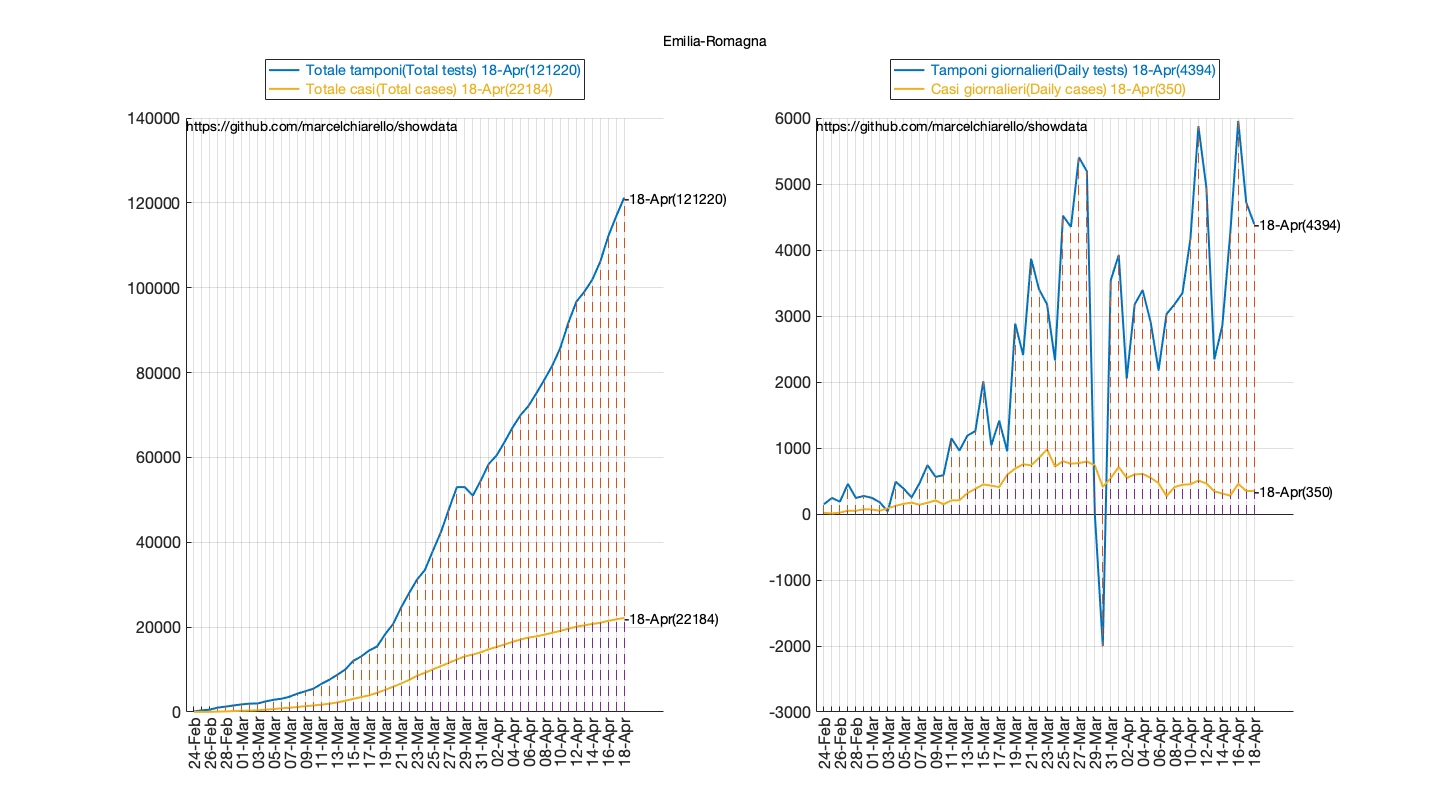 Emilia-Romagna
Totale tamponi(Total tests) 18-Apr(121220)
Totale casi(Total cases) 18-Apr(22184)
140000
120000
100000
80000
60000
40000
20000
0
https://github.com/marcelchiarello/showdata
18-Apr(121220)
18-Apr(22184)
24-Feb
26-Feb
28-Feb
01-Mar
03-Mar
05-Mar
07-Mar
09-Mar
11-Mar
13-Mar
15-Mar
17-Mar
19-Mar
21-Mar
23-Mar
25-Mar
27-Mar
29-Mar
31-Mar
02-Apr
04-Apr
06-Apr
08-Apr
10-Apr
12-Apr
14-Apr
16-Apr
18-Apr
Tamponi giornalieri(Daily tests) 18-Apr(4394)
Casi giornalieri(Daily cases) 18-Apr(350)
6000
5000
4000
3000
2000
1000
0
-1000
-2000
-3000
https://github.com/marcelchiarello/showdata
18-Apr(4394)
18-Apr(350)
24-Feb
26-Feb
28-Feb
01-Mar
03-Mar
05-Mar
07-Mar
09-Mar
11-Mar
13-Mar
15-Mar
17-Mar
19-Mar
21-Mar
23-Mar
25-Mar
27-Mar
29-Mar
31-Mar
02-Apr
04-Apr
06-Apr
08-Apr
10-Apr
12-Apr
14-Apr
16-Apr
18-Apr